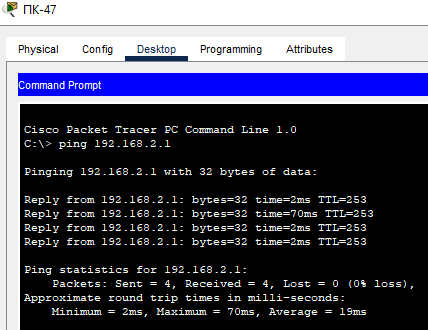 ПК-47
Physical Config Desktop Programming Attributes
Command Prompt
Cisco Packet Tracer PC Command Line 1.0
C:\> ping 192.168.2.1
Pinging 192.168.2.1 with 32 bytes of data:
Reply from 192.168.2.1: bytes=32 time=2ms TTL=253
Reply from 192.168.2.1: bytes=32 time=70ms TTL=253
Reply from 192.168.2.1: bytes=32 time=2ms TTL=253
Reply from 192.168.2.1: bytes=32 time=2ms TTL=253
Ping statistics for 192.168.2.1:
Packets: Sent = 4, Received = 4, Lost = 0 (0% loss),
Approximate round trip times in milli-seconds:
Minimum = 2ms, Maximum = 70ms, Average = 19ms